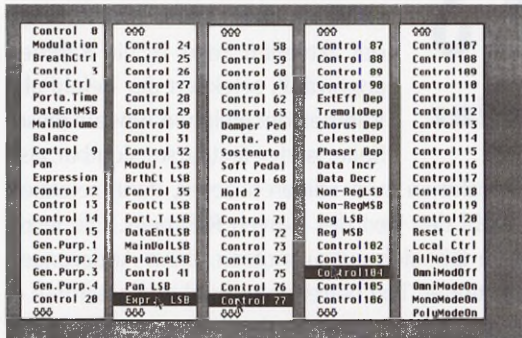 Control 0
Modulation
BreathCtrl
Control 3
Foot Ctrl
Porta.Time
DataEntMSB
MainVolume
Balance
Control 9
Pan
Expression
Control 12
Control 13
Control 14
Control 15
Gen.Purp.1
Gen.Purp.2
Gen.Purp.3
Gen.Purp.4
Control 20
Control 24
Control 25
Control 26
Control 27
Control 28
Control 29
Control 30
Control 31
Control 32
Modul. LSB
BrthCt LSB
Control 35
FootCt LSB
Port.T LSB
DataEntLSB
MainVolLSB
BalanceLSB
Control 41
Pan LSB
Expr. LSB
Control 58
Control 59
Control 60
Control 61
Control 62
Control 63
Damper Ped
Porta. Ped
Sostenuto
Soft Pedal
Control 68
Hold 2
Control 70
Control 71
Control 72
Control 73
Control 74
Control 75
Control 76
Control 77
Control 87
Control 88
Control 89
Control 90
ExtEff Dep
TremoloDep
Chorus Dep
CelesteDep
Phaser Dep
Data Incr
Data Decr
Non-RegLSB
Non-RegMSB
Reg LSB
Reg MSB
Control102
Control103
Control104
Control105
Control106
Control107
Control108
Control109
Control110
Control111
Control112
Control113
Control114
Control115
Control116
Control117
Control118
Control119
Control120
Reset Ctrl
Local Ctrl
AllNoteOff
OmniModOff
OmniModeOn
MonoModeOn
PolyModeOn